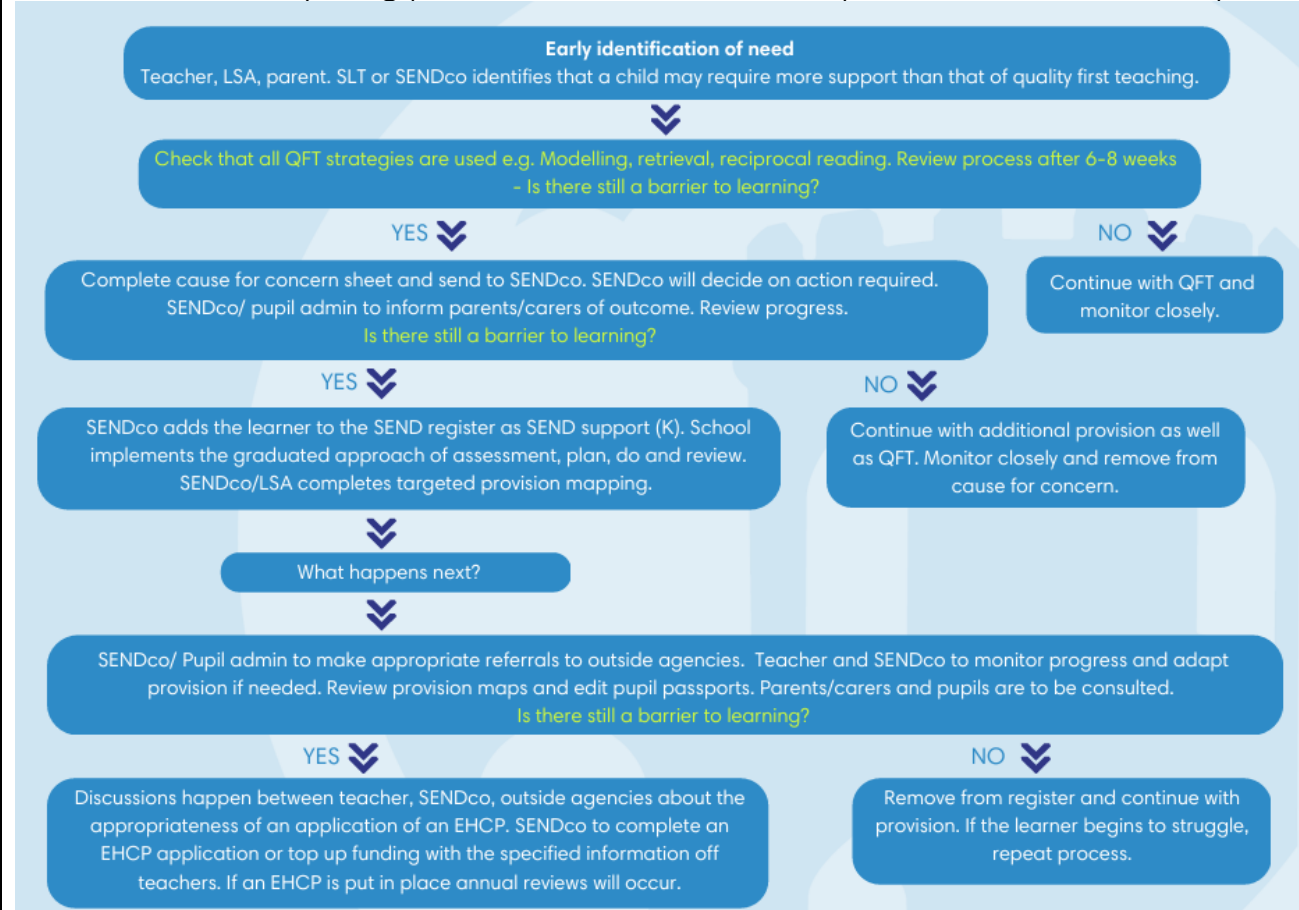 Early identification of need
Teacher, LSA, parent. SLT or SENDco identifies that a child may require more support than that of quality first teaching.
Check that all QFT strategies are used e.g. Modelling, retrieval, reciprocal reading. Review process after 6-8 weeks
- Is there still a barrier to learning?
YES
NO
Complete cause for concern sheet and send to SENDco. SENDco will decide on action required.
SENDco/ pupil admin to inform parents/carers of outcome. Review progress.
Is there still a barrier to learning?
Continue with QFT and
monitor closely.
YES
NO
SENDco adds the learner to the SEND register as SEND support (K). School
implements the graduated approach of assessment, plan, do and review.
SENDco/LSA completes targeted provision mapping.
Continue with additional provision as well
as QFT. Monitor closely and remove from
cause for concern.
What happens next?
SENDco/ Pupil admin to make appropriate referrals to outside agencies. Teacher and SENDco to monitor progress and adapt
provision if needed. Review provision maps and edit pupil passports. Parents/carers and pupils are to be consulted.
Is there still a barrier to learning?
YES
NO
Discussions happen between teacher, SENDco, outside agencies about the
appropriateness of an application of an EHCP. SENDco to complete an
EHCP application or top up funding with the specified information off
teachers. If an EHCP is put in place annual reviews will occur.
Remove from register and continue with
provision. If the learner begins to struggle,
repeat process.